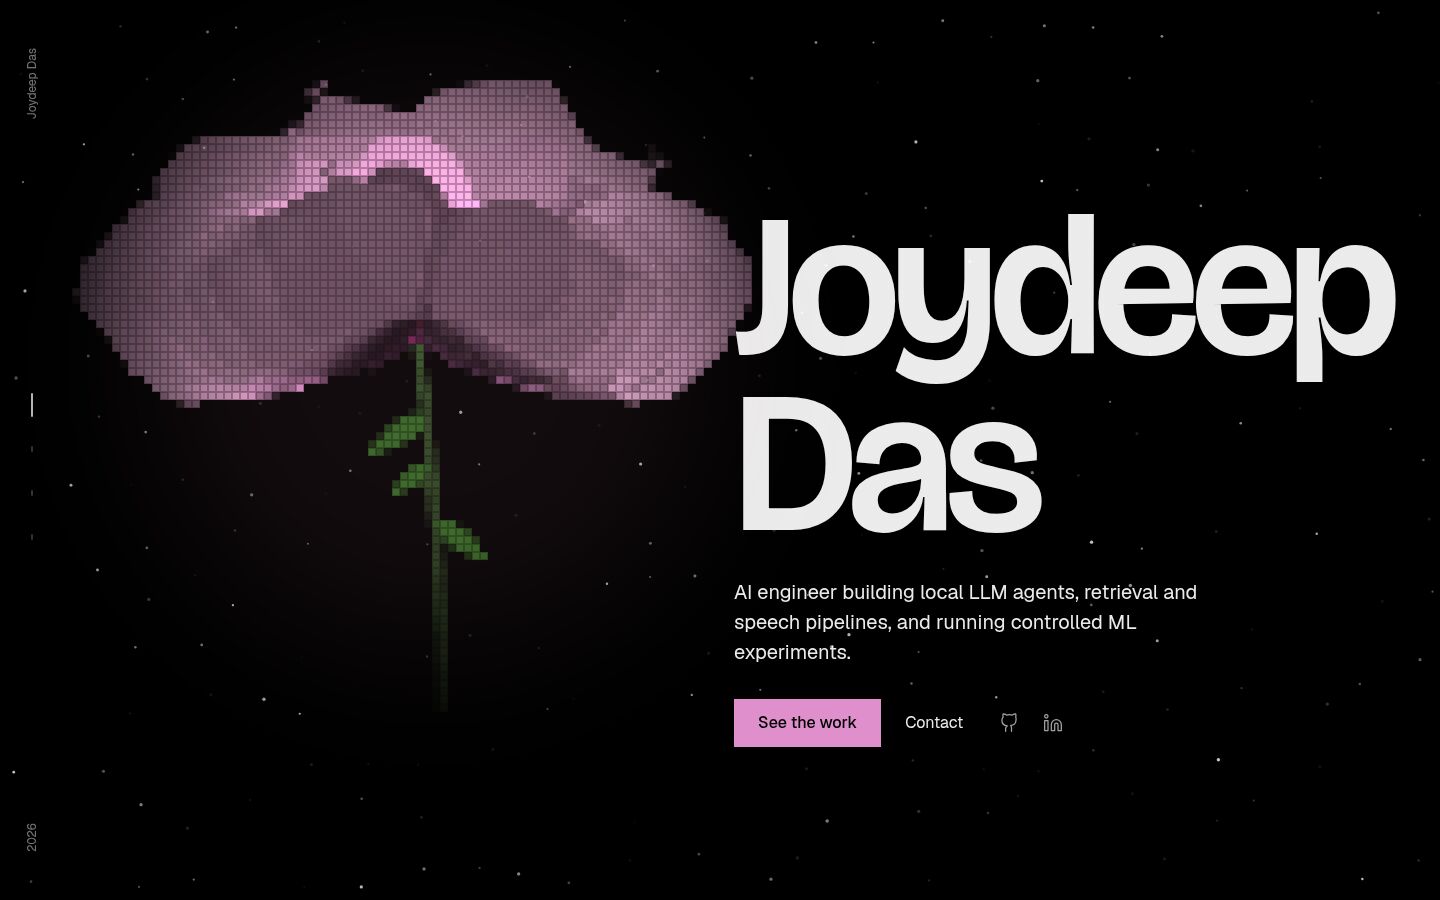 Joydeep Das
Joydeep
Das
AI engineer building local LLM agents, retrieval and
speech pipelines, and running controlled ML
experiments.
See the work
Contact
2026